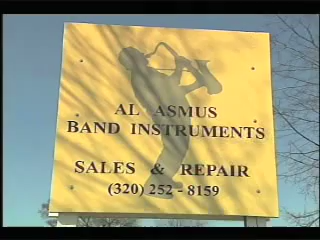 AL ASMUS
BAND INSTRUMENTS
SALES & REPAIR
(320) 252 - 8159